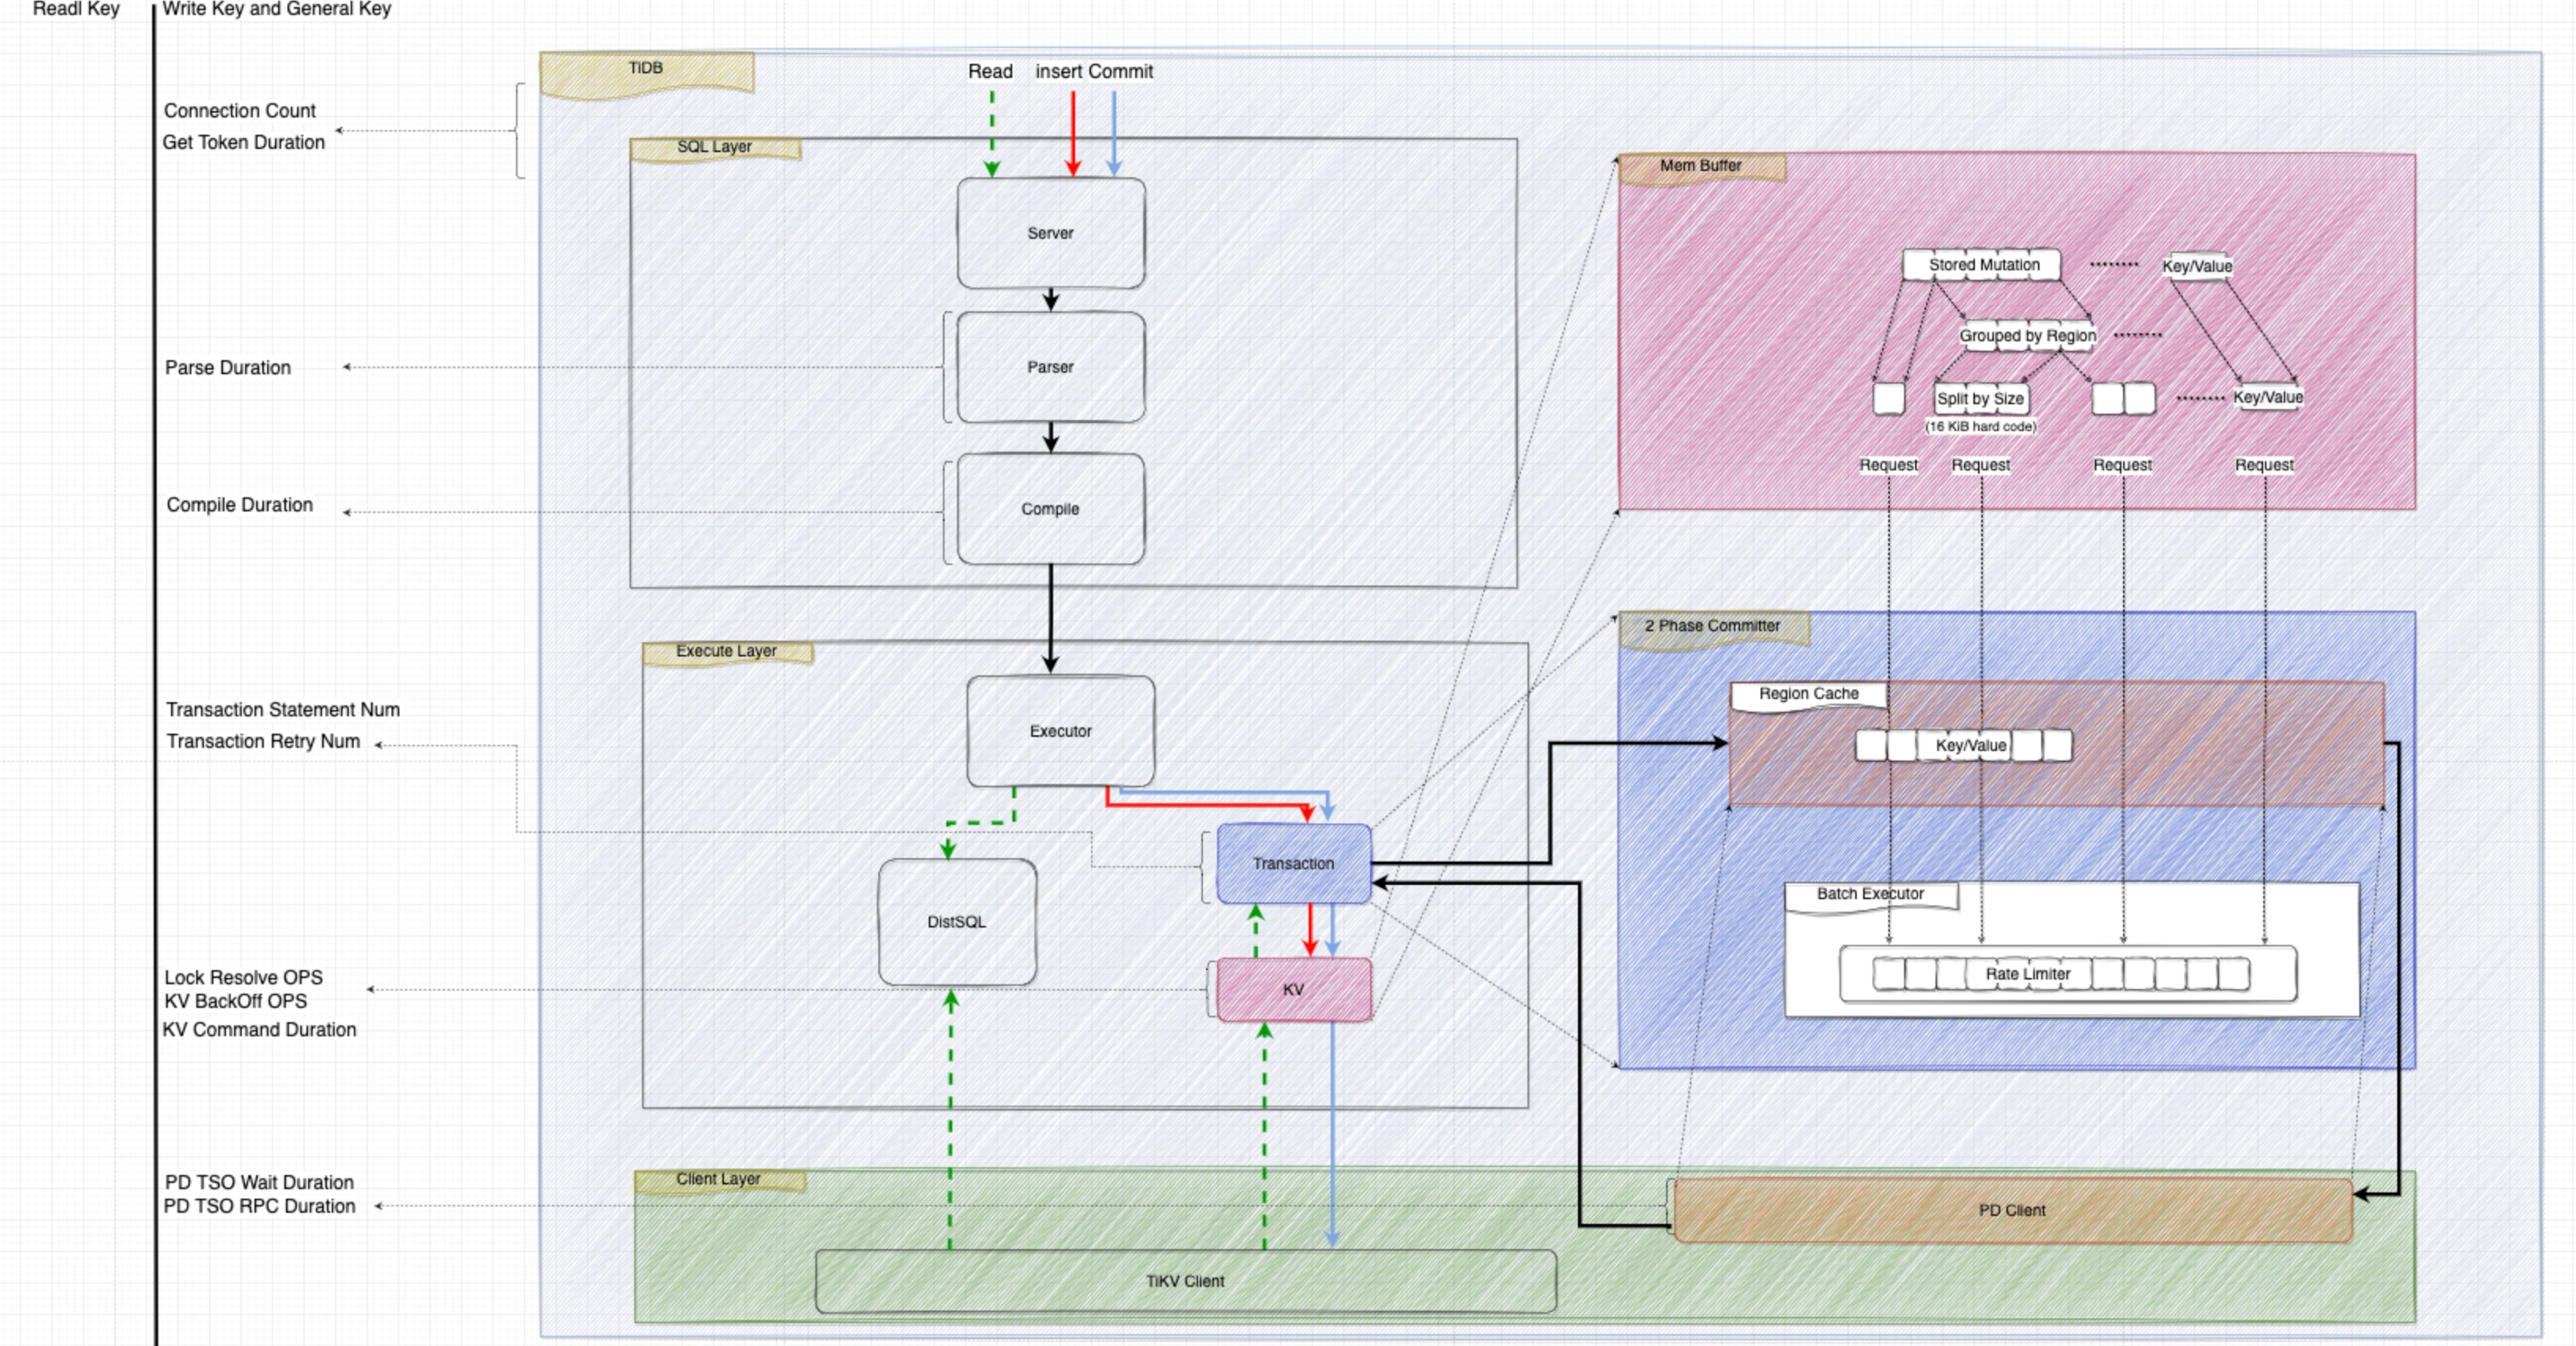 Readl Key
Write Key and General Key
TiDB
Read
insert Commit
Connection Count
Get Token Duration
SQL Layer
Server
Parser
Parse Duration
Compile
Compile Duration
Mem Buffer
Stored Mutation
Key/Value
Grouped by Region
Split by Size
Key/Value
(16 KiB hard code)
Request
Request
Request
Request
Execute Layer
Executor
Transaction Statement Num
Transaction Retry Num
Transaction
DistSQL
KV
Lock Resolve OPS
KV BackOff OPS
KV Command Duration
2 Phase Committer
Region Cache
Key/Value
Batch Executor
Rate Limiter
PD TSO Wait Duration
PD TSO RPC Duration
Client Layer
PD Client
TiKV Client